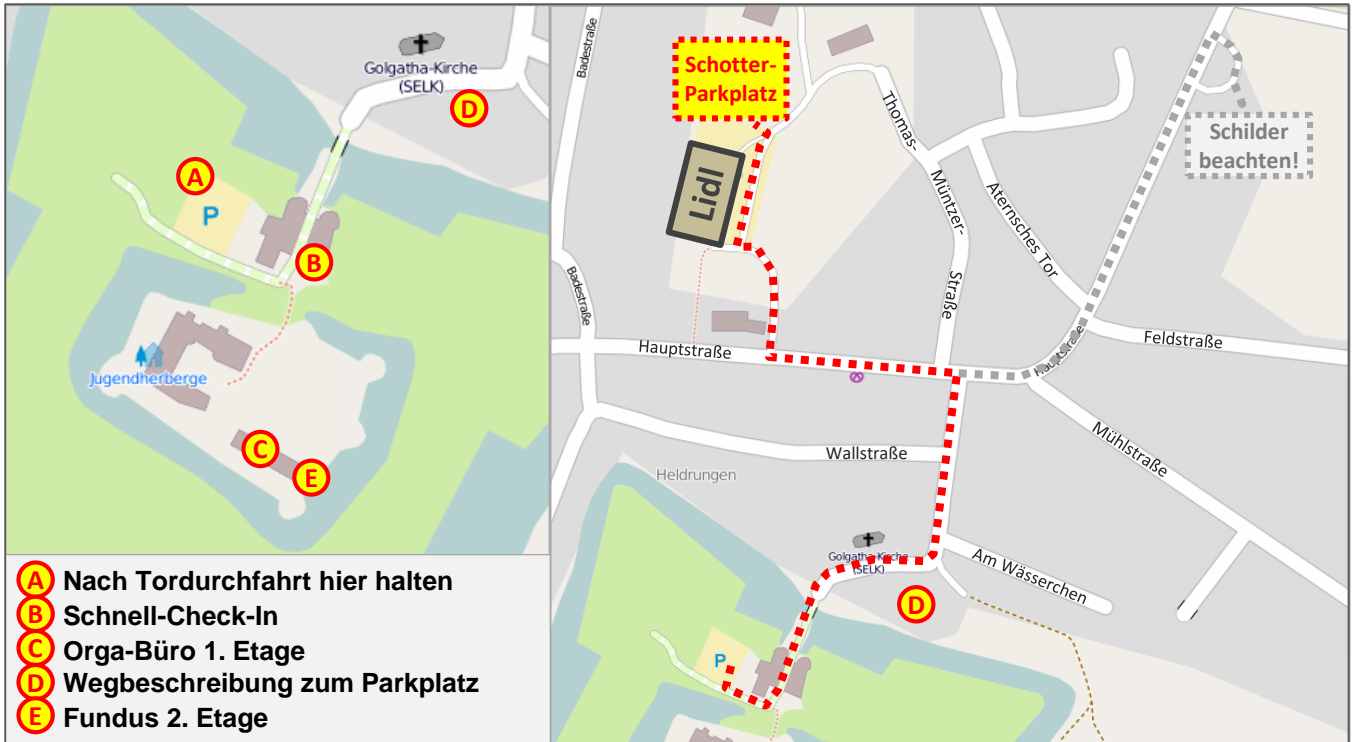 Golgatha-Kirche
(SELK)
D
A
P
B
Jugendherberge
C
E
A Nach Tordurchfahrt hier halten
B Schnell-Check-In
C Orga-Büro 1. Etage
D Wegbeschreibung zum Parkplatz
E Fundus 2. Etage
Badestraße
Schotter-
Parkplatz
Lidl
Thomas-
Müntzer-
Straße
Schilder
beachten!
Aternsches Tor
Badestraße
Hauptstraße
Hauptstraße
Feldstraße
Mühlstraße
Wallstraße
Heldrungen
Golgatha-Kirche
(SELK)
Am Wässerchen
D
P